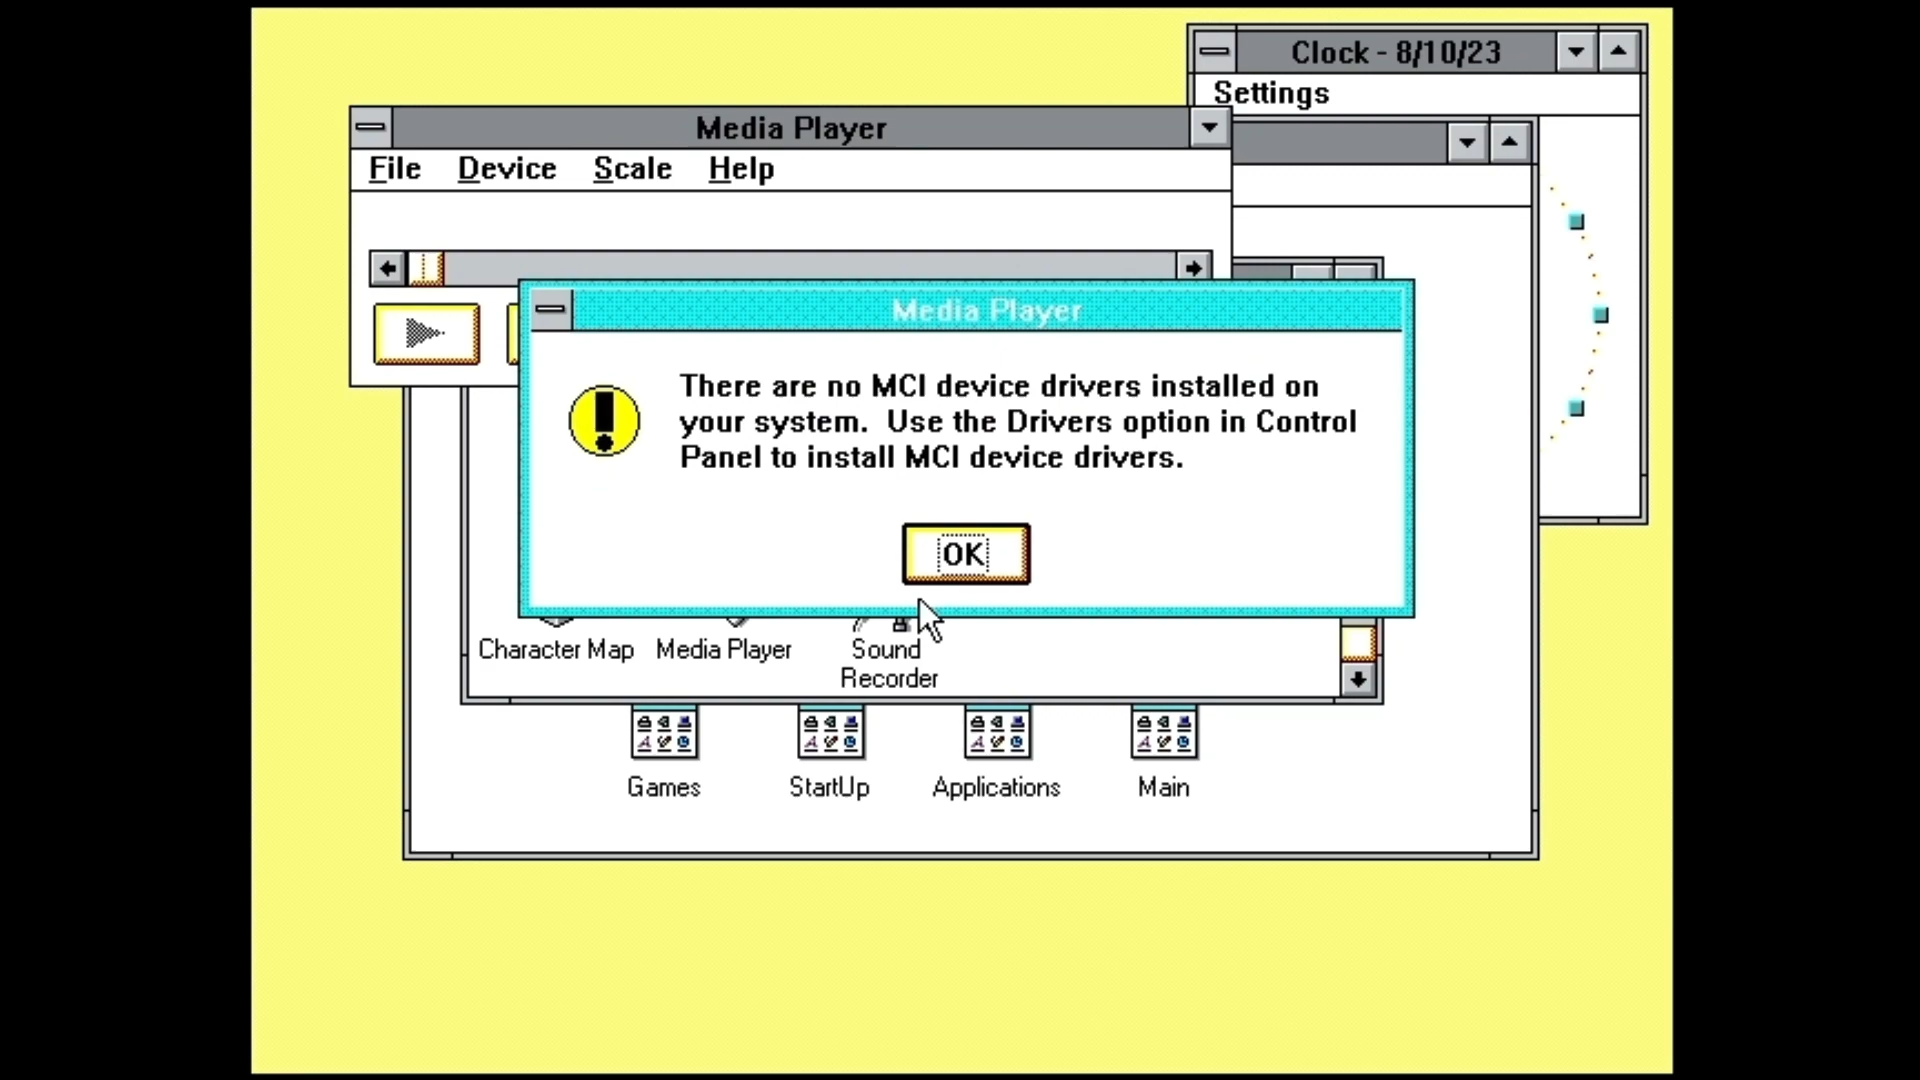 Clock - 8/10/23
Settings
Media Player
File Device Scale Help
Media Player
There are no MCI device drivers installed on
your system.  Use the Drivers option in Control
Panel to install MCI device drivers.
OK
Character Map
Media Player
Sound
Recorder
Games
StartUp
Applications
Main